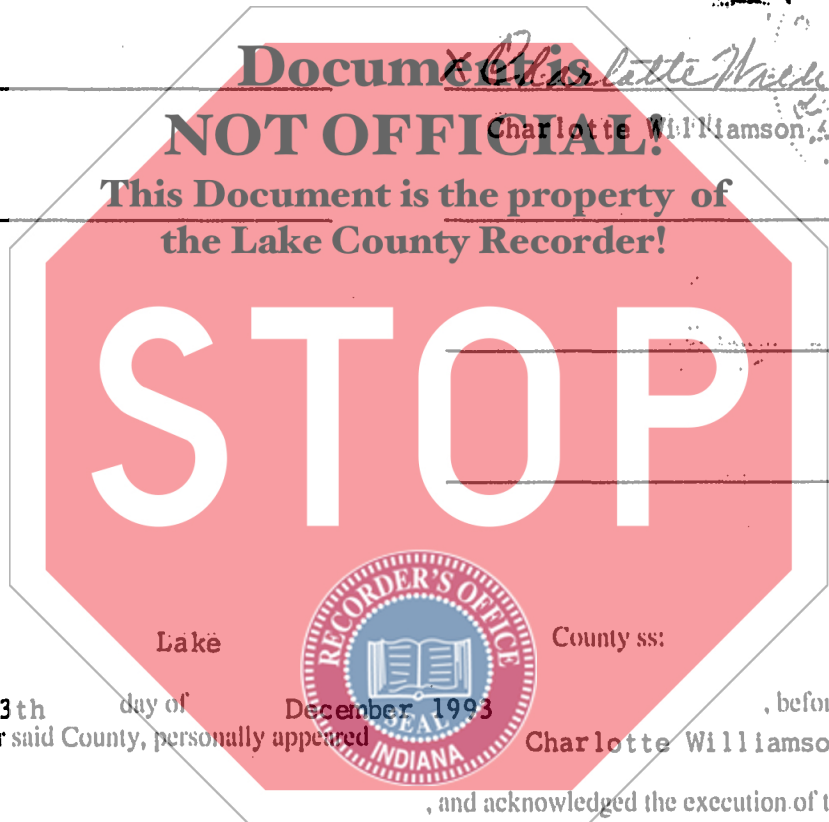 Document is
Charlotte
NOT OFFICIAL!
Charlotte Williamson
This Document is the property of
the Lake County Recorder!
STOP
RECORDER'S OFFICE
SEAL
INDIANA
Lake County ss:
3th day of December 1993 , befor
r said County, personally appeared Charlotte Williamso
, and acknowledged the execution of t